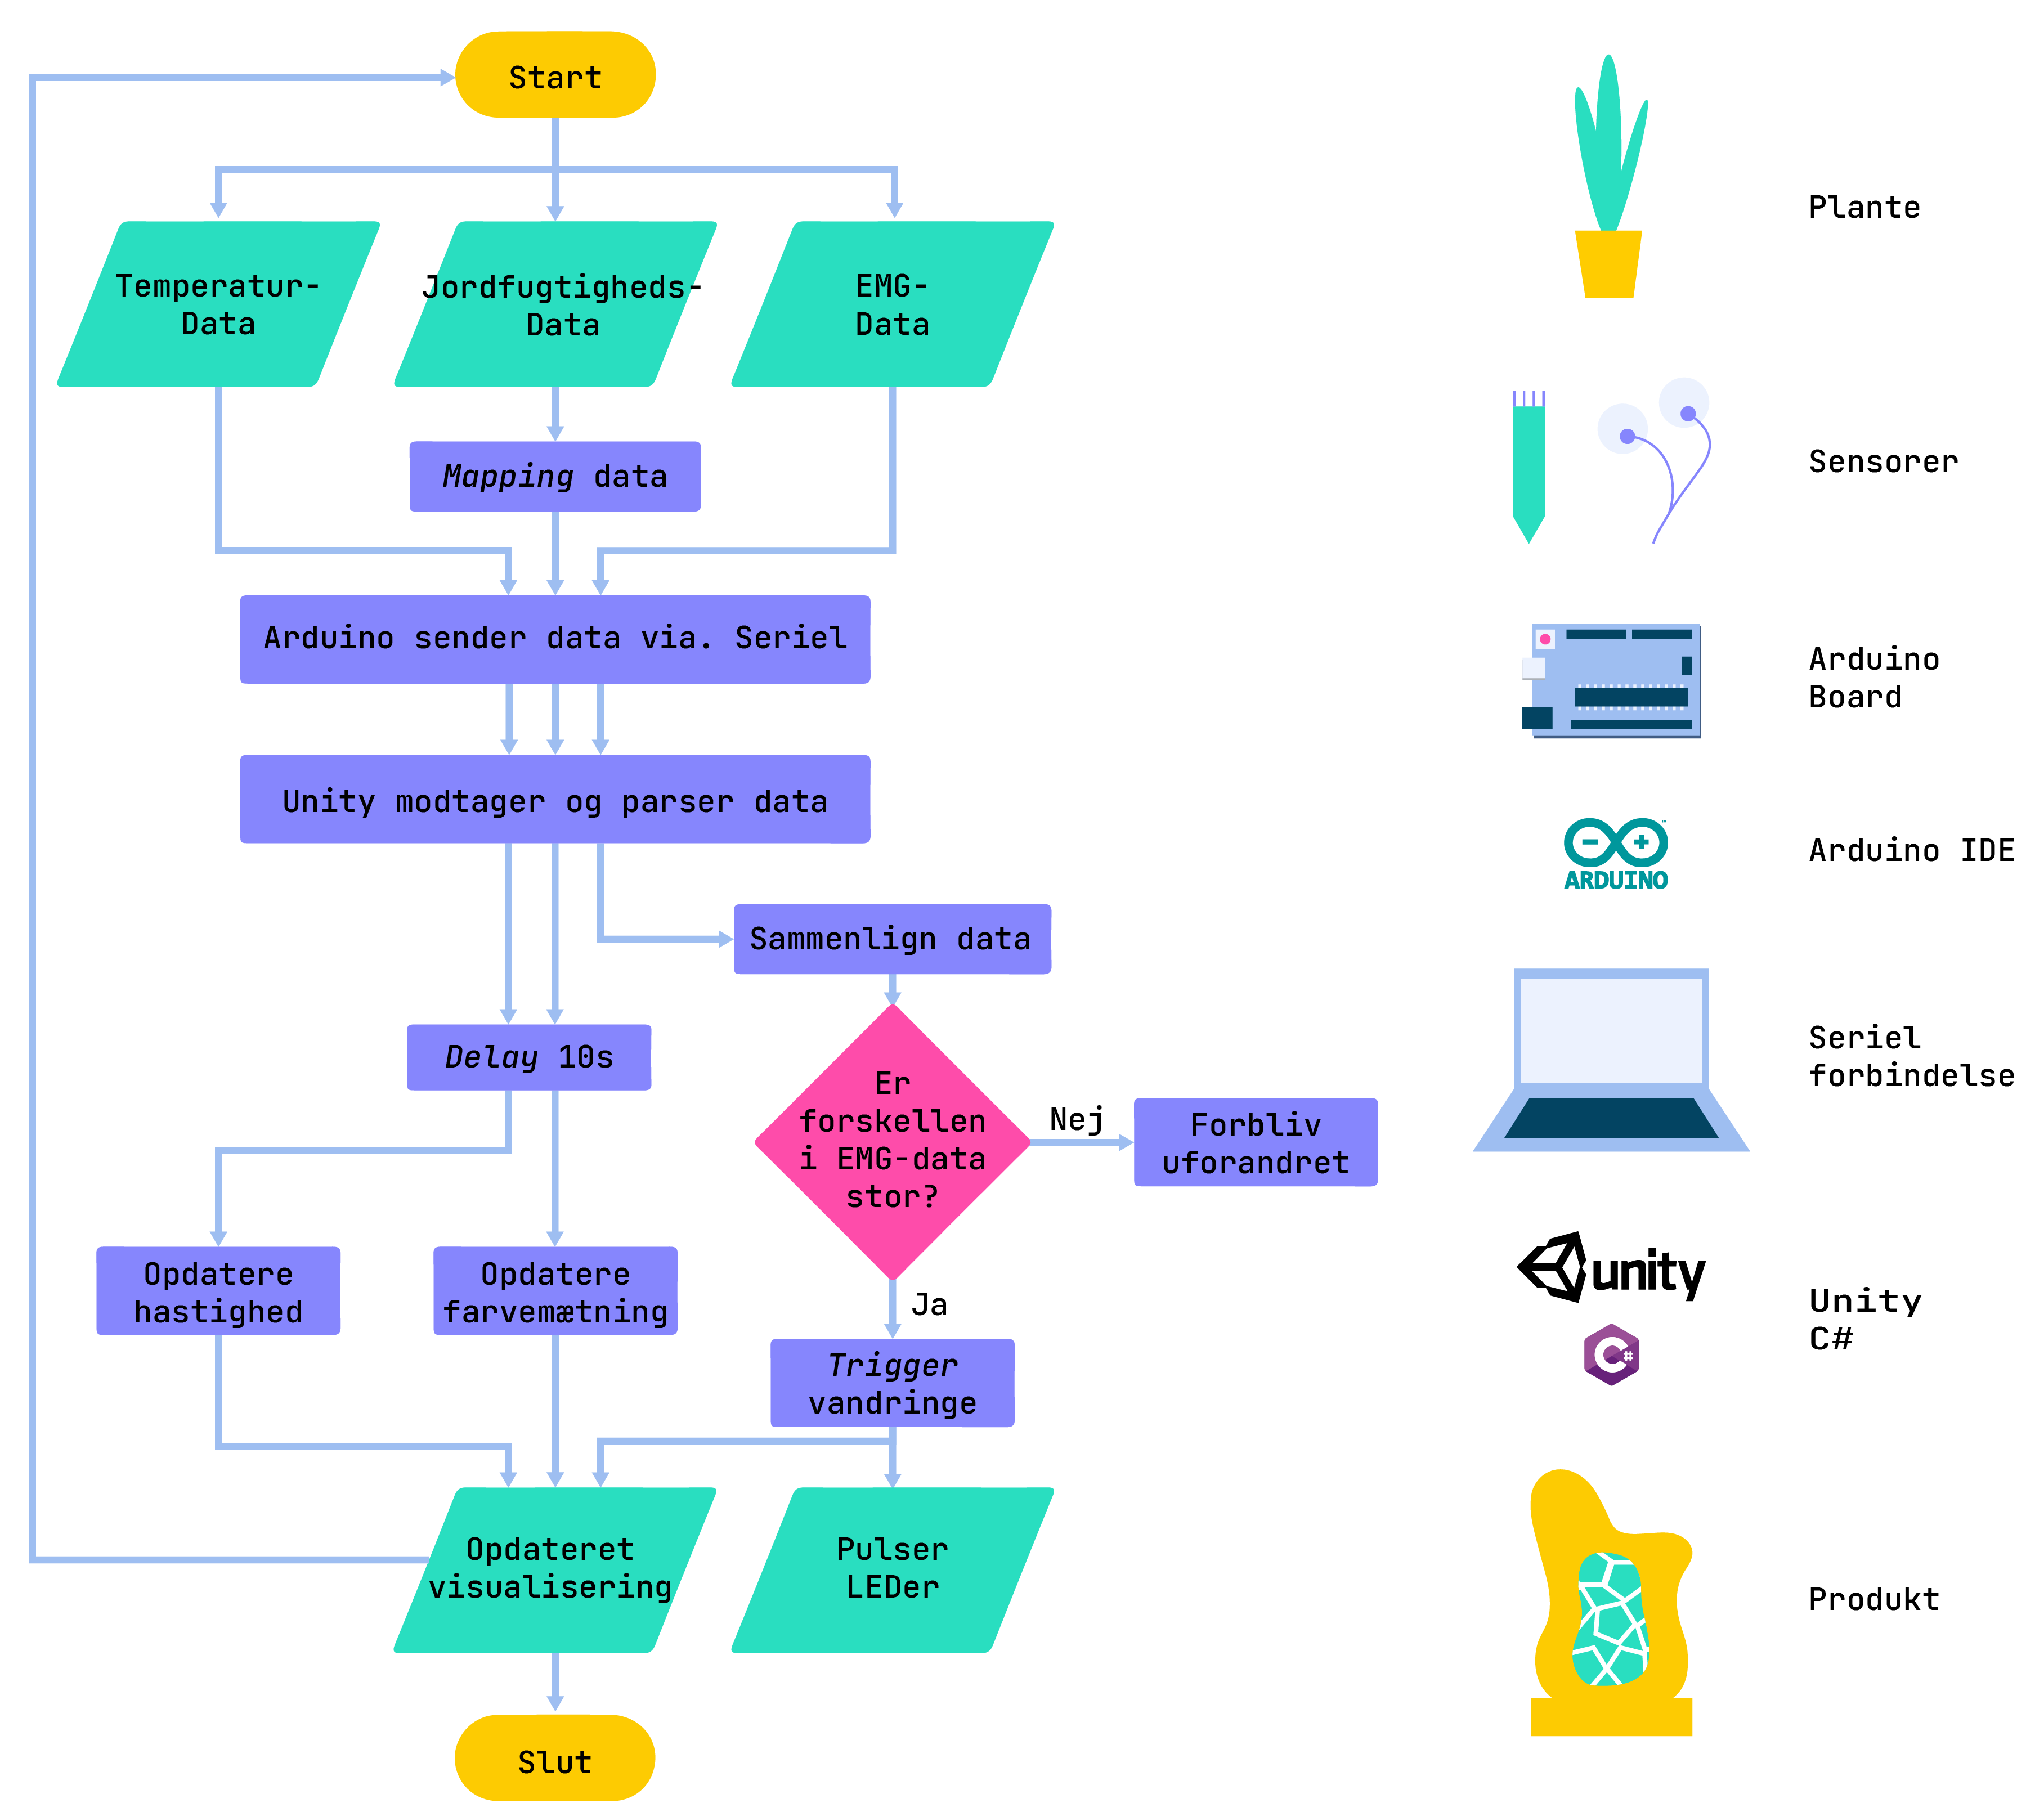 Start
Temperatur-
Data
Jordfugtigheds-
Data
EMG-
Data
Mapping data
Arduino sender data via. Seriel
Unity modtager og parser data
Sammenlign data
Delay 10s
Er
forskellen
i EMG-data
stor?
Nej
Forbliv
uforandret
Ja
Opdatere
hastighed
Opdatere
farvemætning
Trigger
vandringe
Opdateret
visualisering
Pulser
LEDer
Slut
Plante
Sensorer
Arduino
Board
ARDUINO
TM
Arduino IDE
Seriel
forbindelse
unity
C#
Unity
C#
Produkt